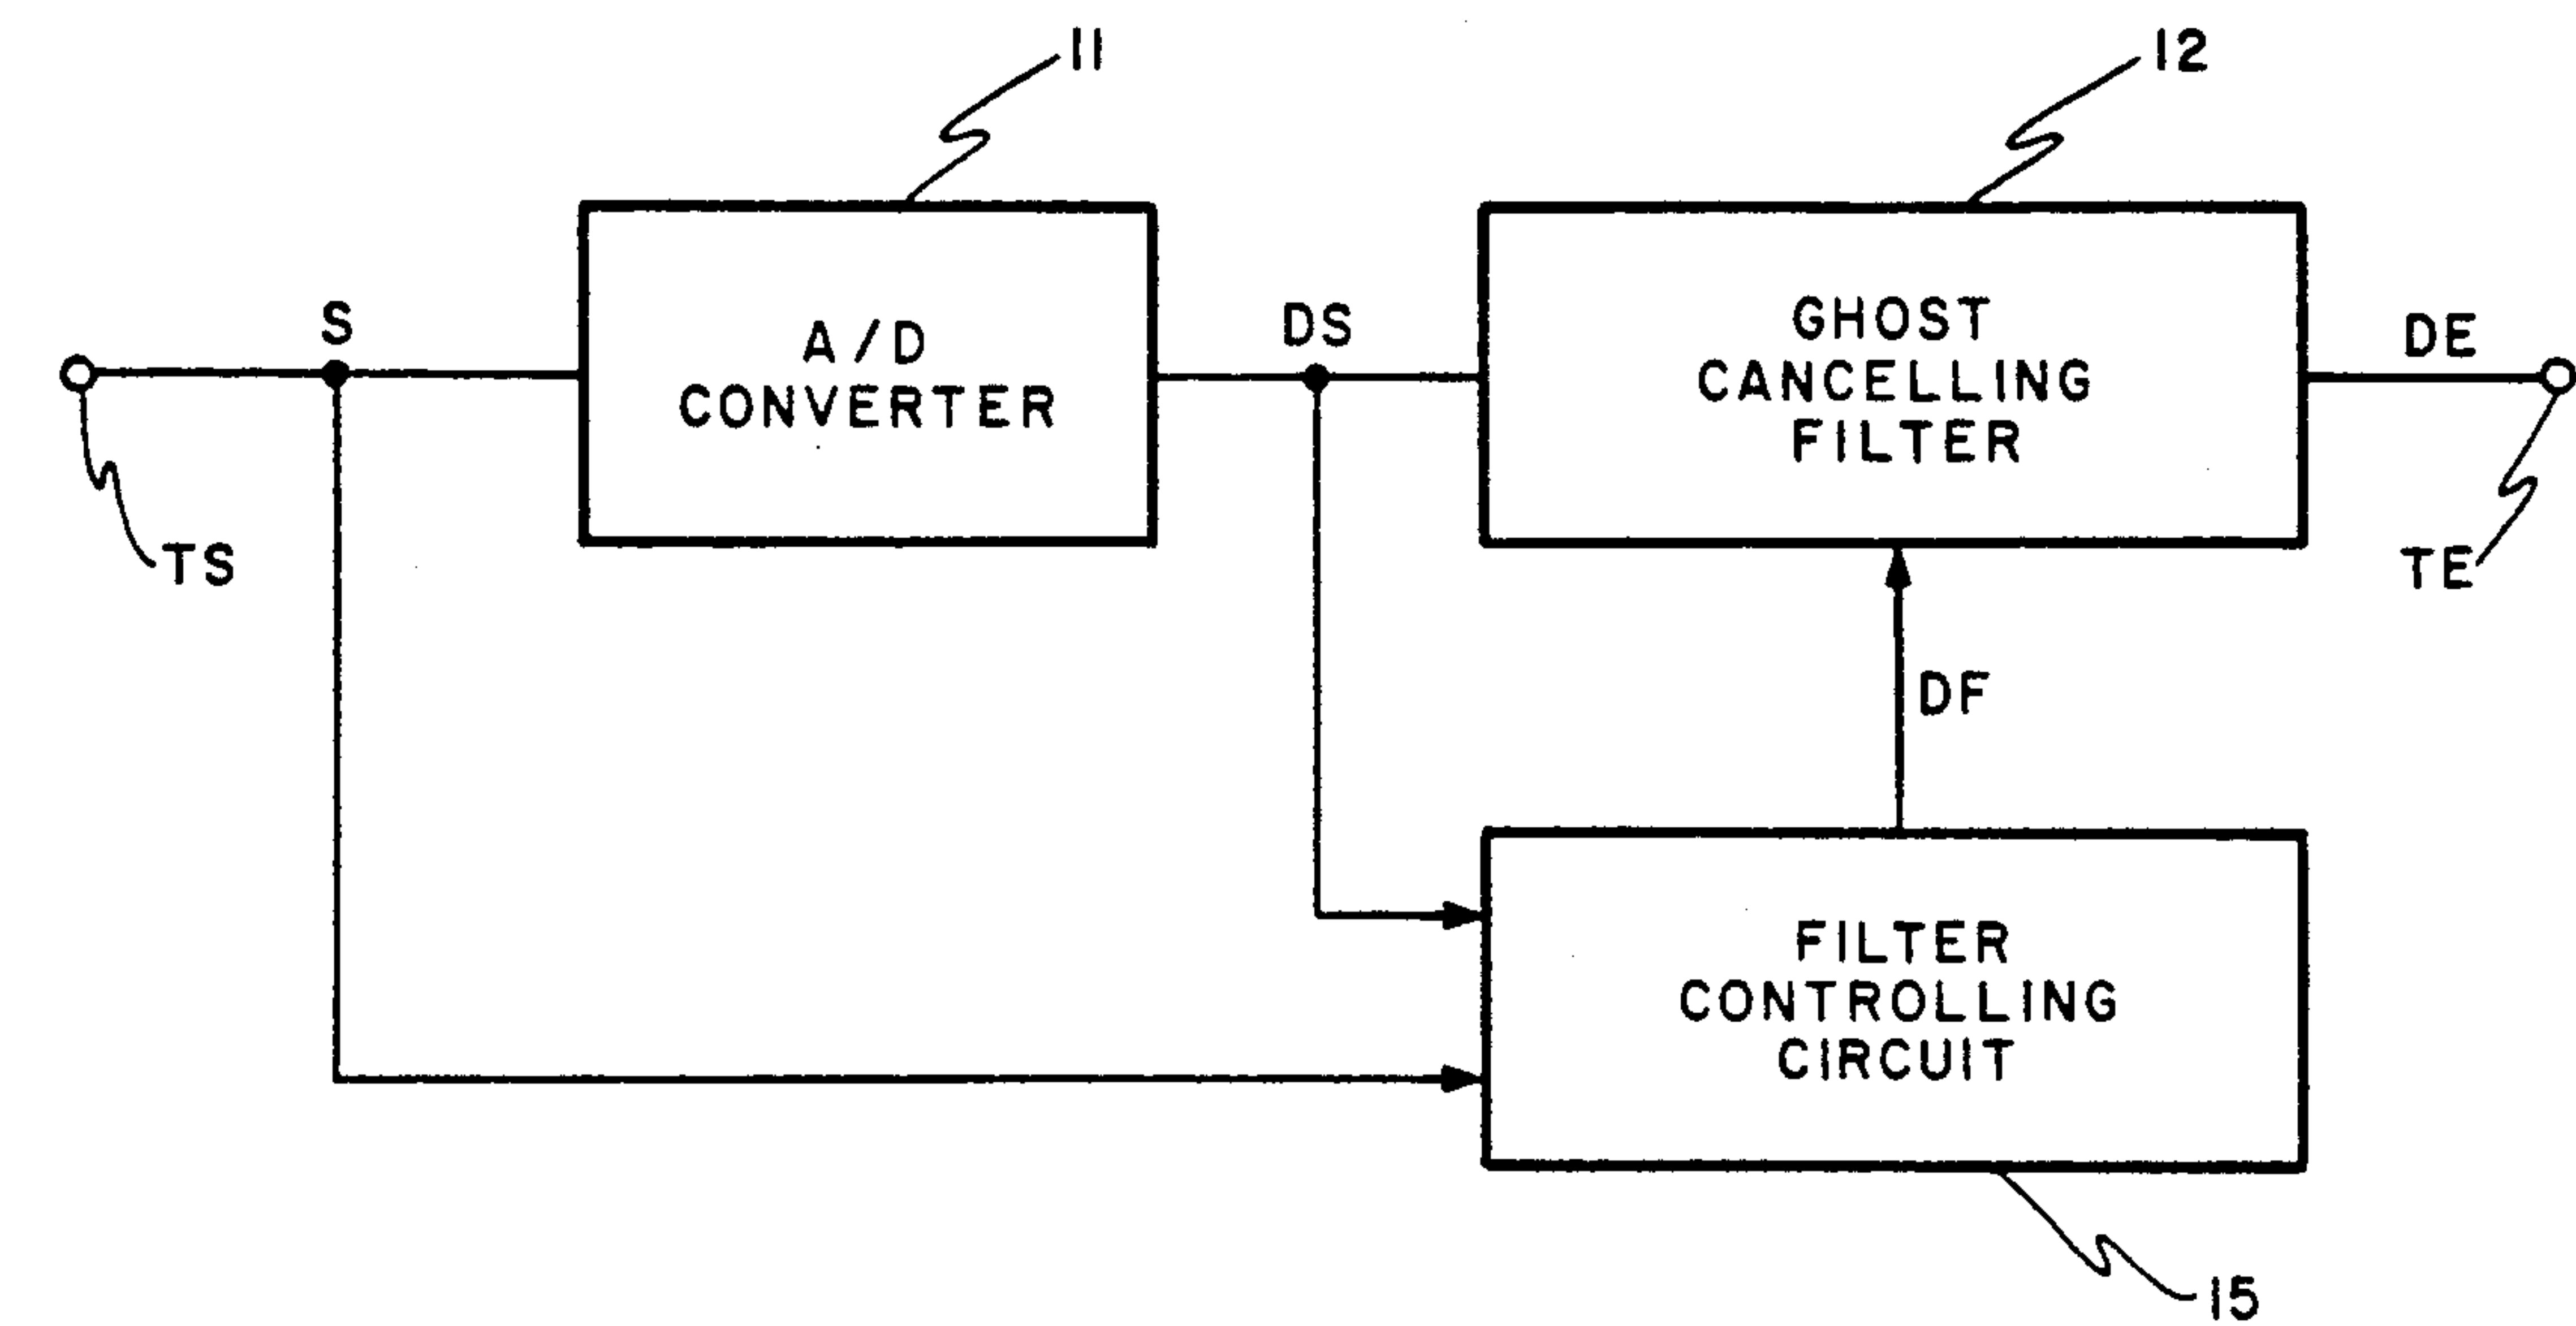 11
12
S
A/D
CONVERTER
DS
GHOST
CANCELLING
FILTER
DE
TS
TE
DF
FILTER
CONTROLLING
CIRCUIT
15